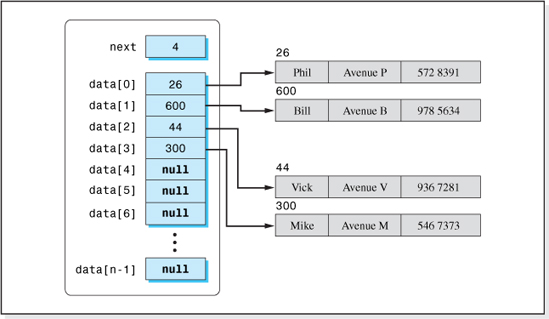 next 4
26
data[0] 26 Phil Avenue P 572 8391
600
data[1] 600 Bill Avenue B 978 5634
data[2] 44
data[3] 300
44
data[4] null Vick Avenue V 936 7281
data[5] null
300
data[6] null Mike Avenue M 546 7373
data[n-1] null